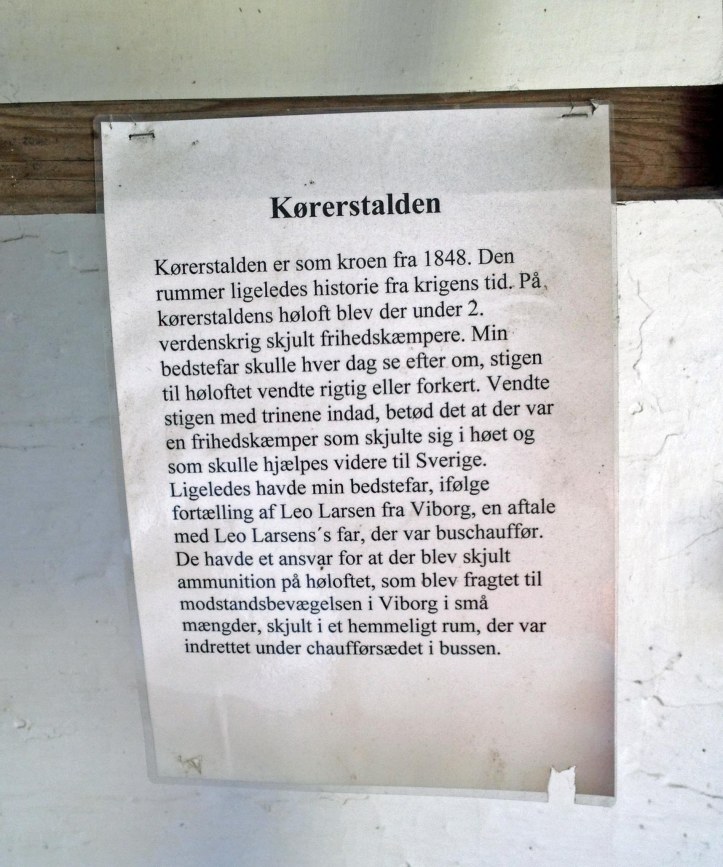 Kørerstalden
Kørerstalden er som kroen fra 1848. Den
rummer ligeledes historie fra krigens tid. På
kørerstaldens høloft blev der under 2.
verdenskrig skjult frihedskæmpere. Min
bedstefar skulle hver dag se efter om, stigen
til høloftet vendte rigtig eller forkert. Vendte
stigen med trinene indad, betød det at der var
en frihedskæmper som skjulte sig i høet og
som skulle hjælpes videre til Sverige.
Ligeledes havde min bedstefar, ifølge
fortælling af Leo Larsen fra Viborg, en aftale
med Leo Larsens´s far, der var buschauffør.
De havde et ansvar for at der blev skjult
ammunition på høloftet, som blev fragtet til
modstandsbevægelsen i Viborg i små
mængder, skjult i et hemmeligt rum, der var
indrettet under chaufførsædet i bussen.